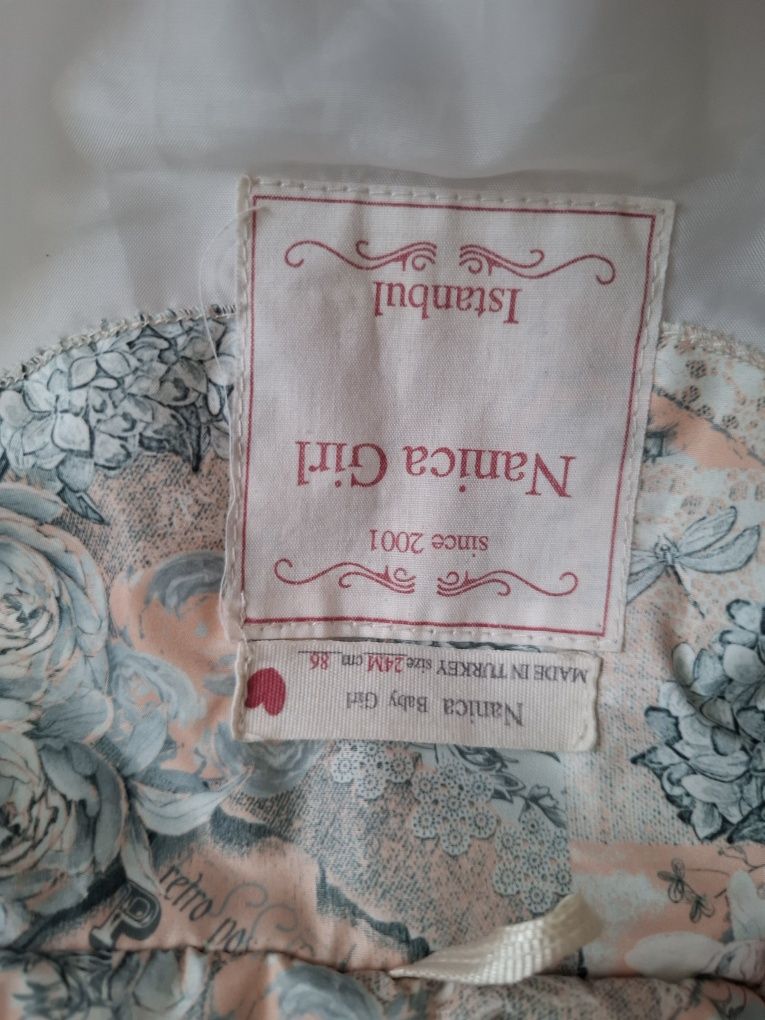 since 2001
Nanica Girl
Istanbul
Nanica Baby Girl
MADE IN TURKEY size 24M cm 86
retro
P